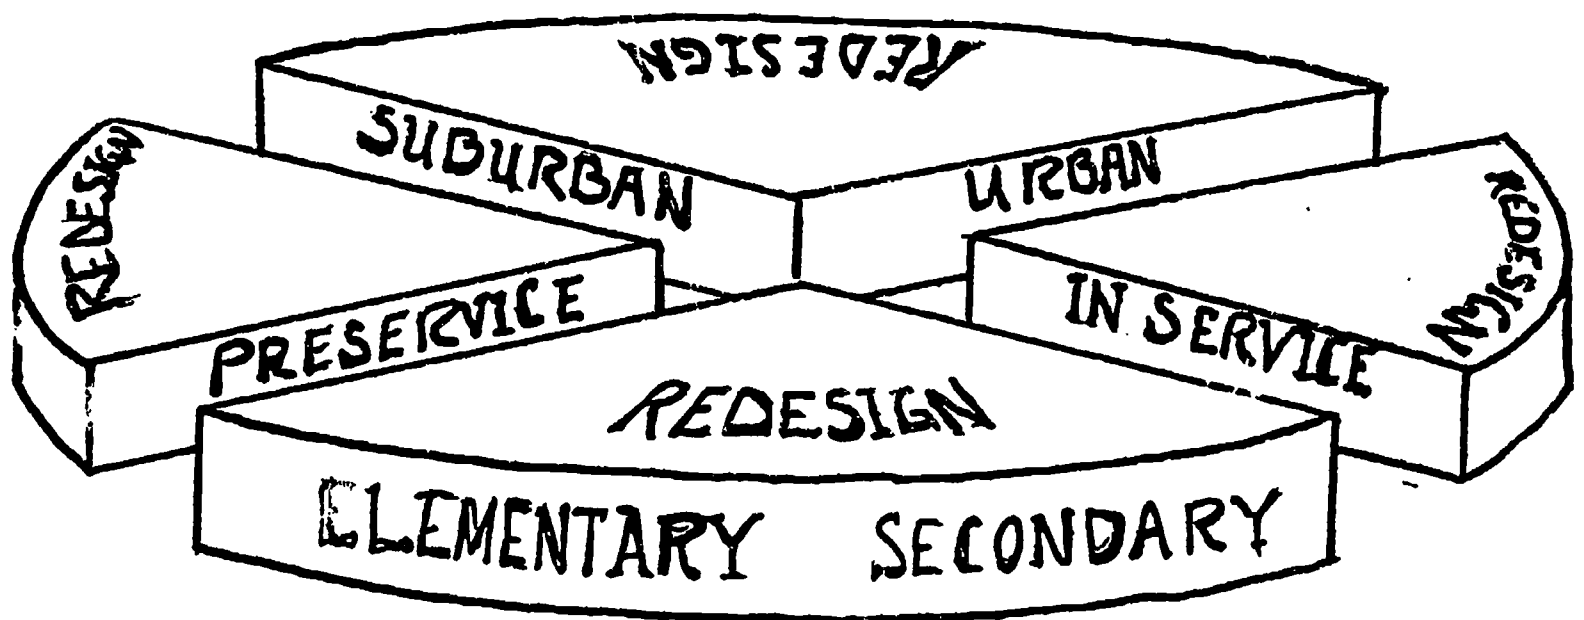 REDESIGN
SUBURBAN
URBAN
REDESIGN
REDESIGN
PRESERVICE
IN SERVICE
REDESIGN
ELEMENTARY SECONDARY